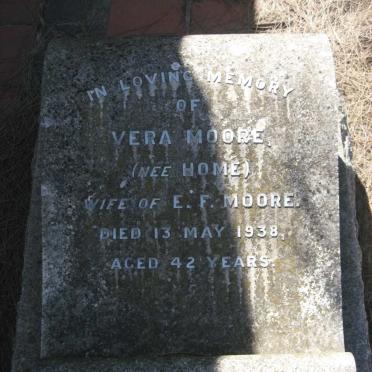 IN LOVING MEMORY
OF
VERA MOORE.
(NEE HOME)
WIFE OF E. F. MOORE.
DIED 13 MAY 1938,
AGED 42 YEARS.